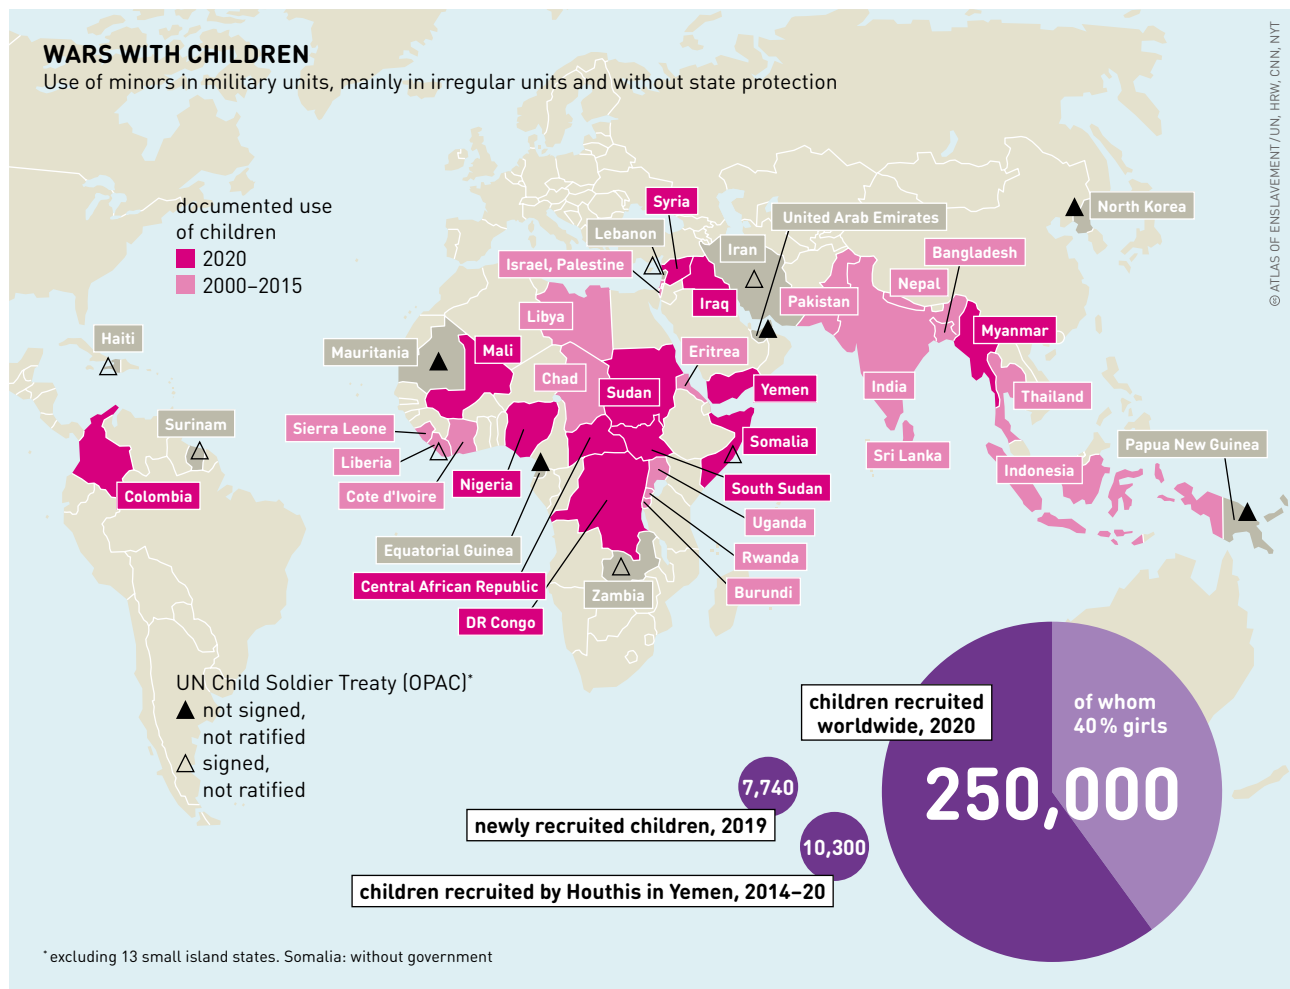 WARS WITH CHILDREN
Use of minors in military units, mainly in irregular units and without state protection
© ATLAS OF ENSLAVEMENT / UN, HRW, CNN, NYT
documented use
of children
2020
2000–2015
Syria
Lebanon
United Arab Emirates
North Korea
Iran
Bangladesh
Israel, Palestine
Nepal
Iraq
Pakistan
Libya
Myanmar
Haiti
Mauritania
Mali
Eritrea
Chad
Sudan
Yemen
India
Thailand
Surinam
Sierra Leone
Somalia
Papua New Guinea
Liberia
Sri Lanka
Indonesia
Colombia
Cote d'Ivoire
Nigeria
South Sudan
Uganda
Equatorial Guinea
Rwanda
Central African Republic
Zambia
Burundi
DR Congo
UN Child Soldier Treaty (OPAC)*
not signed,
not ratified
signed,
not ratified
children recruited
worldwide, 2020
of whom
40 % girls
250,000
7,740
newly recruited children, 2019
10,300
children recruited by Houthis in Yemen, 2014–20
* excluding 13 small island states. Somalia: without government